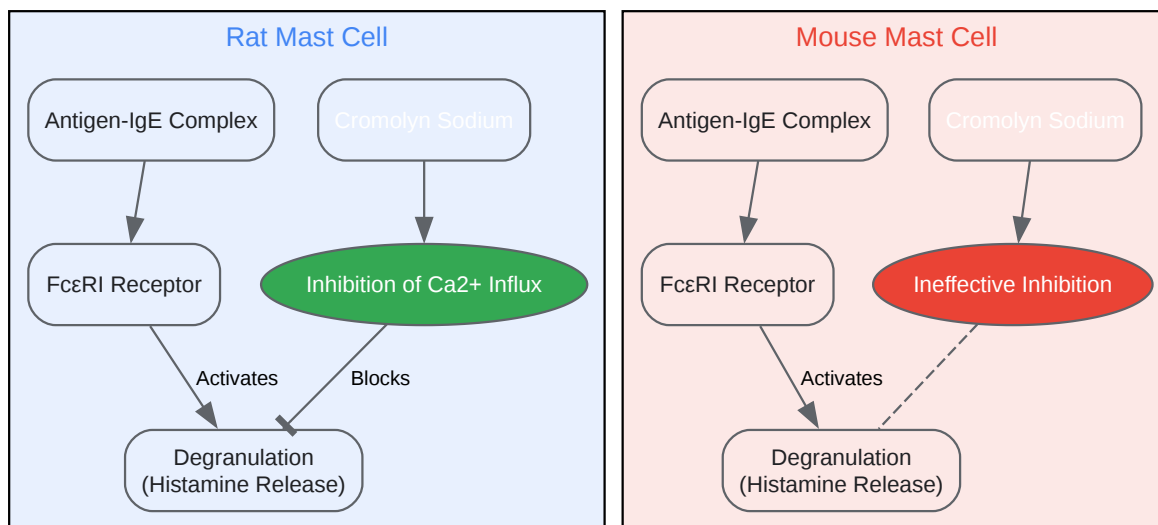 Rat Mast Cell
Antigen-IgE Complex
Cromolyn Sodium
FcεRI Receptor
Inhibition of Ca2+ Influx
Activates
Blocks
Degranulation
(Histamine Release)
Mouse Mast Cell
Antigen-IgE Complex
Cromolyn Sodium
FcεRI Receptor
Ineffective Inhibition
Activates
Degranulation
(Histamine Release)